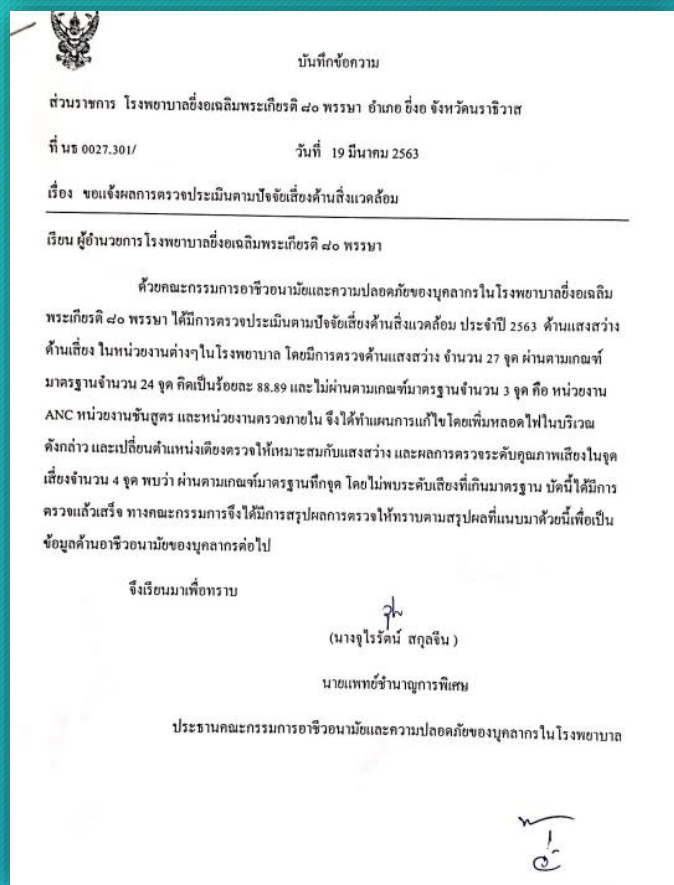 บันทึกข้อความ
ส่วนราชการ โรงพยาบาลยี่งอเฉลิมพระเกียรติ ๘๐ พรรษา อำเภอ ยี่งอ จังหวัดนราธิวาส
ที่ นธ 0027.301/ วันที่ 19 มีนาคม 2563
เรื่อง ขอแจ้งผลการตรวจประเมินตามปัจจัยเสี่ยงด้านสิ่งแวดล้อม
เรียน ผู้อำนวยการโรงพยาบาลยี่งอเฉลิมพระเกียรติ ๘๐ พรรษา
ด้วยคณะกรรมการอาชีวอนามัยและความปลอดภัยของบุคลากรในโรงพยาบาลยี่งอเฉลิม
พระเกียรติ ๘๐ พรรษา ได้มีการตรวจประเมินตามปัจจัยเสี่ยงด้านสิ่งแวดล้อม ประจำปี 2563 ด้านแสงสว่าง
ด้านเสียง ในหน่วยงานต่างๆในโรงพยาบาล โดยมีการตรวจด้านแสงสว่าง จำนวน 27 จุด ผ่านตามเกณฑ์
มาตรฐานจำนวน 24 จุด คิดเป็นร้อยละ 88.89 และไม่ผ่านตามเกณฑ์มาตรฐานจำนวน 3 จุด คือ หน่วยงาน
ANC หน่วยงานชันสูตร และหน่วยงานตรวจภายใน จึงได้ทำแผนการแก้ไขโดยเพิ่มหลอดไฟในบริเวณ
ดังกล่าว และเปลี่ยนตำแหน่งเตียงตรวจให้เหมาะสมกับแสงสว่าง และผลการตรวจระดับคุณภาพเสียงในจุด
เสี่ยงจำนวน 4 จุด พบว่า ผ่านตามเกณฑ์มาตรฐานทึกจุด โดยไม่พบระดับเสียงที่เกินมาตรฐาน บัดนี้ได้มีการ
ตรวจแล้วเสร็จ ทางคณะกรรมการจึงได้มีการสรุปผลการตรวจให้ทราบตามสรุปผลที่แนบมาด้วยนี้เพื่อเป็น
ข้อมูลด้านอาชีวอนามัยของบุคลากรต่อไป
จึงเรียนมาเพื่อทราบ
(นางจุไรรัตน์ สกุลจีน )
นายแพทย์ชำนาญการพิเศษ
ประธานคณะกรรมการอาชีวอนามัยและความปลอดภัยของบุคลากรในโรงพยาบาล